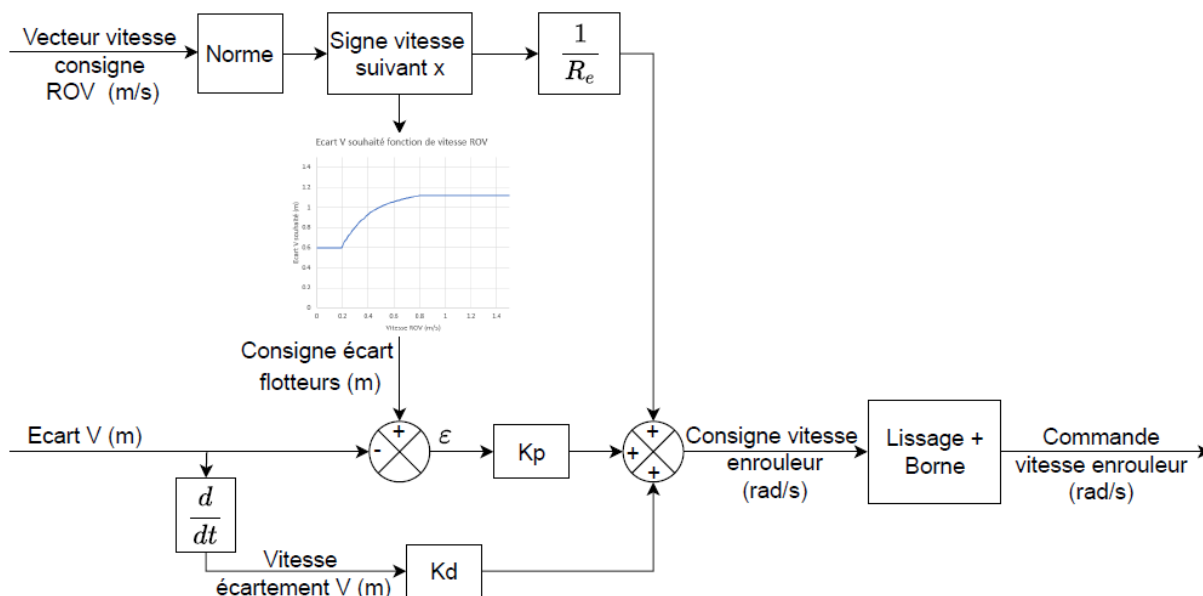 Vecteur vitesse
consigne
ROV (m/s)
Norme
Signe vitesse
suivant x
1
R_e
Ecart V souhaité fonction de vitesse ROV
Ecart V souhaité (m)
1.4
1.2
1
0.8
0.6
0.4
0.2
0
0 0.2 0.4 0.6 0.8 1 1.2 1.4
Vitesse ROV (m/s)
Consigne écart
flotteurs (m)
Ecart V (m)
+
-
ε
Kp
+
+
+
Consigne vitesse
enrouleur
(rad/s)
Lissage +
Borne
Commande
vitesse enrouleur
(rad/s)
d
dt
Vitesse
écartement V (m)
Kd